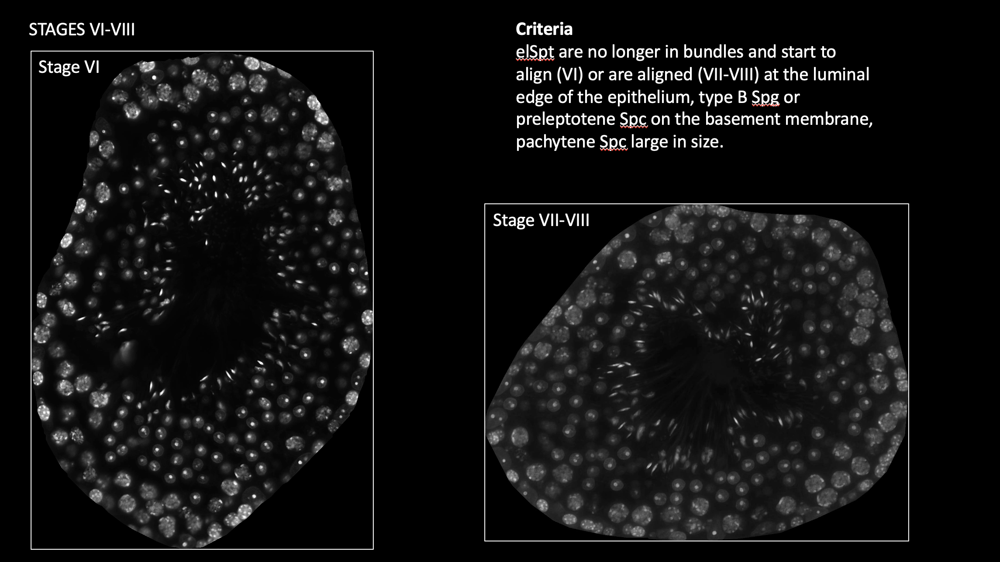 STAGES VI-VIII
Stage VI
Criteria
elSpt are no longer in bundles and start to
align (VI) or are aligned (VII-VIII) at the luminal
edge of the epithelium, type B Spg or
preleptotene Spc on the basement membrane,
pachytene Spc large in size.
Stage VII-VIII